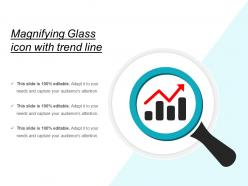 Magnifying Glass
icon with trend line
✓ This slide is 100% editable. Adapt it to your
needs and capture your audience's attention.
✓ This slide is 100% editable. Adapt it to your
needs and capture your audience's attention.
✓ This slide is 100% editable. Adapt it to your
needs and capture your audience's attention.